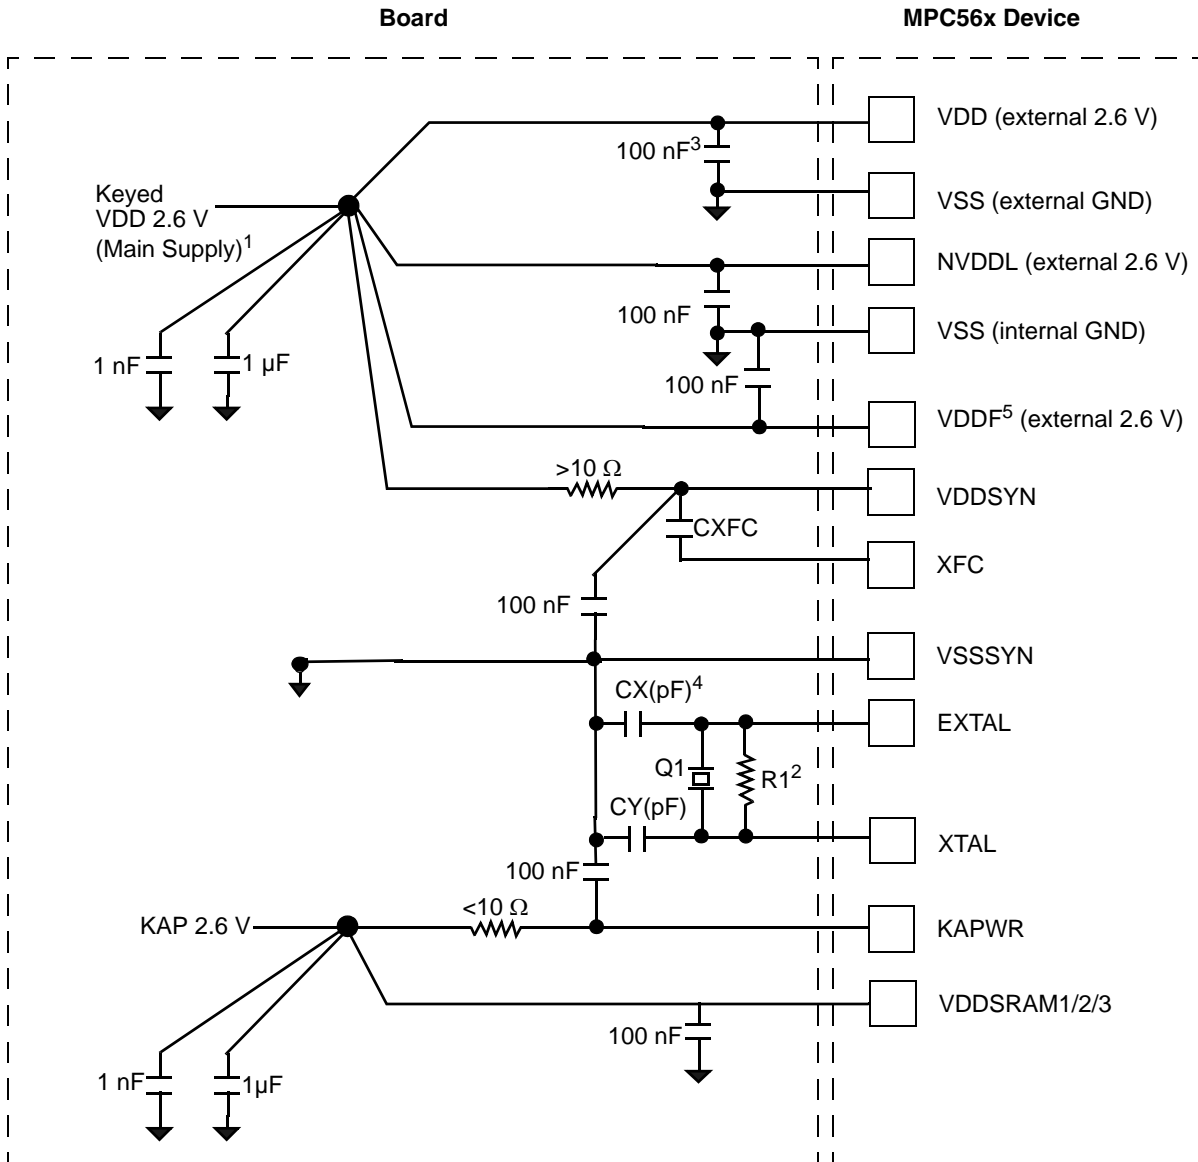 Board
MPC56x Device
VDD (external 2.6 V)
100 nF3
Keyed
VDD 2.6 V
(Main Supply)1
VSS (external GND)
NVDDL (external 2.6 V)
100 nF
VSS (internal GND)
1 nF
1 µF
100 nF
VDDF5 (external 2.6 V)
>10 Ω
VDDSYN
CXFC
XFC
100 nF
VSSSYN
CX(pF)4
EXTAL
Q1
R12
CY(pF)
XTAL
100 nF
<10 Ω
KAP 2.6 V
KAPWR
VDDSRAM1/2/3
100 nF
1 nF
1µF